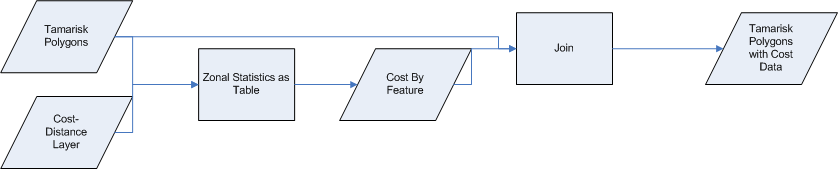 Tamarisk
Polygons
Cost-
Distance
Layer
Zonal Statistics as
Table
Cost By
Feature
Join
Tamarisk
Polygons
with Cost
Data